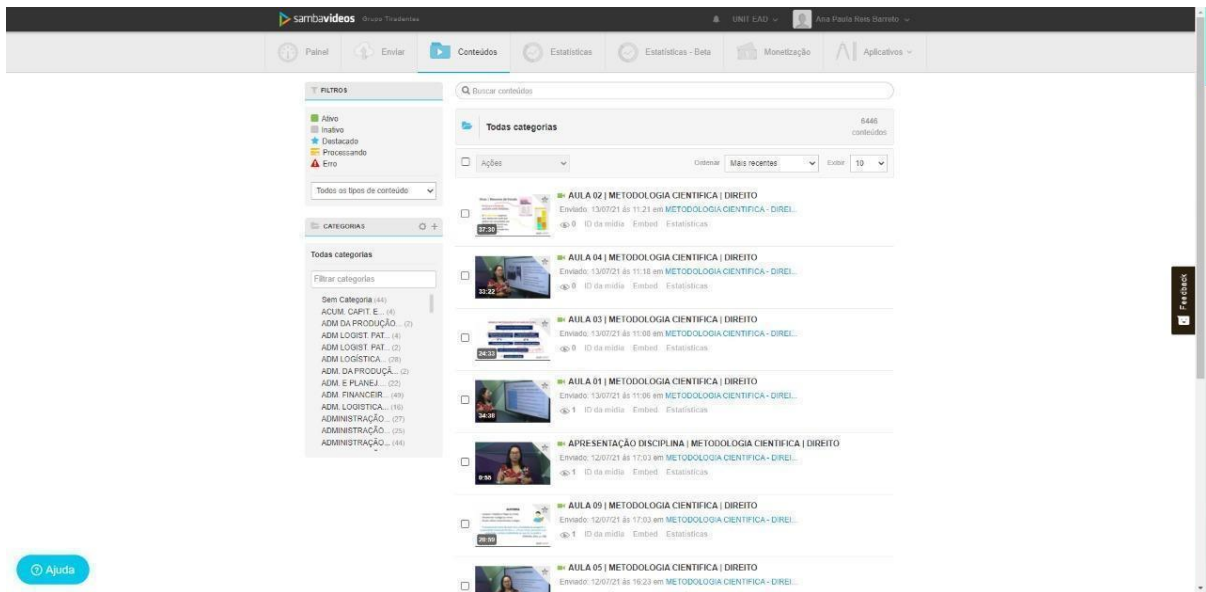 sambavideos Grupo Tiradentes
UNIT EAD
Ana Paula Reis Barreto
Painel
Enviar
Conteúdos
Estatísticas
Estatísticas - Beta
Monetização
Aplicativos
FILTROS
Ativo
Inativo
Destacado
Processando
Erro
Todos os tipos de conteúdo
CATEGORIAS
Todas categorias
Filtrar categorias
Sem Categoria (44)
ACUM. CAPIT. E... (4)
ADM DA PRODUÇÃO... (2)
ADM LOGIST. PAT... (4)
ADM LOGIST. PAT... (2)
ADM LOGÍSTICA... (28)
ADM. DA PRODUÇÃ... (2)
ADM. E PLANEJ.... (22)
ADM. FINANCEIR... (49)
ADM. LOGISTICA... (16)
ADMINISTRAÇÃO... (27)
ADMINISTRAÇÃO... (25)
ADMINISTRAÇÃO... (44)
Buscar conteúdos
Todas categorias
6446
conteúdos
Ações
Ordenar Mais recentes
Exibir 10
AULA 02 | METODOLOGIA CIENTIFICA | DIREITO
Enviado: 13/07/21 às 11:21 em METODOLOGIA CIENTIFICA - DIREI...
0 ID da mídia Embed Estatísticas
37:30
AULA 04 | METODOLOGIA CIENTIFICA | DIREITO
Enviado: 13/07/21 às 11:18 em METODOLOGIA CIENTIFICA - DIREI...
0 ID da mídia Embed Estatísticas
33:22
AULA 03 | METODOLOGIA CIENTIFICA | DIREITO
Enviado: 13/07/21 às 11:08 em METODOLOGIA CIENTIFICA - DIREI...
0 ID da mídia Embed Estatísticas
24:33
AULA 01 | METODOLOGIA CIENTIFICA | DIREITO
Enviado: 13/07/21 às 11:06 em METODOLOGIA CIENTIFICA - DIREI...
1 ID da mídia Embed Estatísticas
34:38
APRESENTAÇÃO DISCIPLINA | METODOLOGIA CIENTIFICA | DIREITO
Enviado: 12/07/21 às 17:03 em METODOLOGIA CIENTIFICA - DIREI...
1 ID da mídia Embed Estatísticas
AULA 09 | METODOLOGIA CIENTIFICA | DIREITO
Enviado: 12/07/21 às 17:03 em METODOLOGIA CIENTIFICA - DIREI...
1 ID da mídia Embed Estatísticas
AULA 05 | METODOLOGIA CIENTIFICA | DIREITO
Enviado: 12/07/21 às 16:23 em METODOLOGIA CIENTIFICA - DIREI...
Feedback
Ajuda